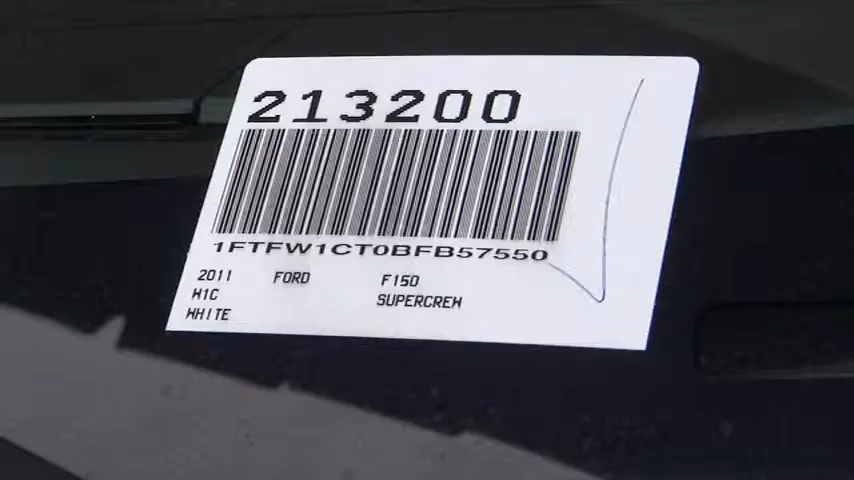 213200
1FTFW1CT0BFB57550
2011 FORD F150
W1C SUPERCREW
WHITE